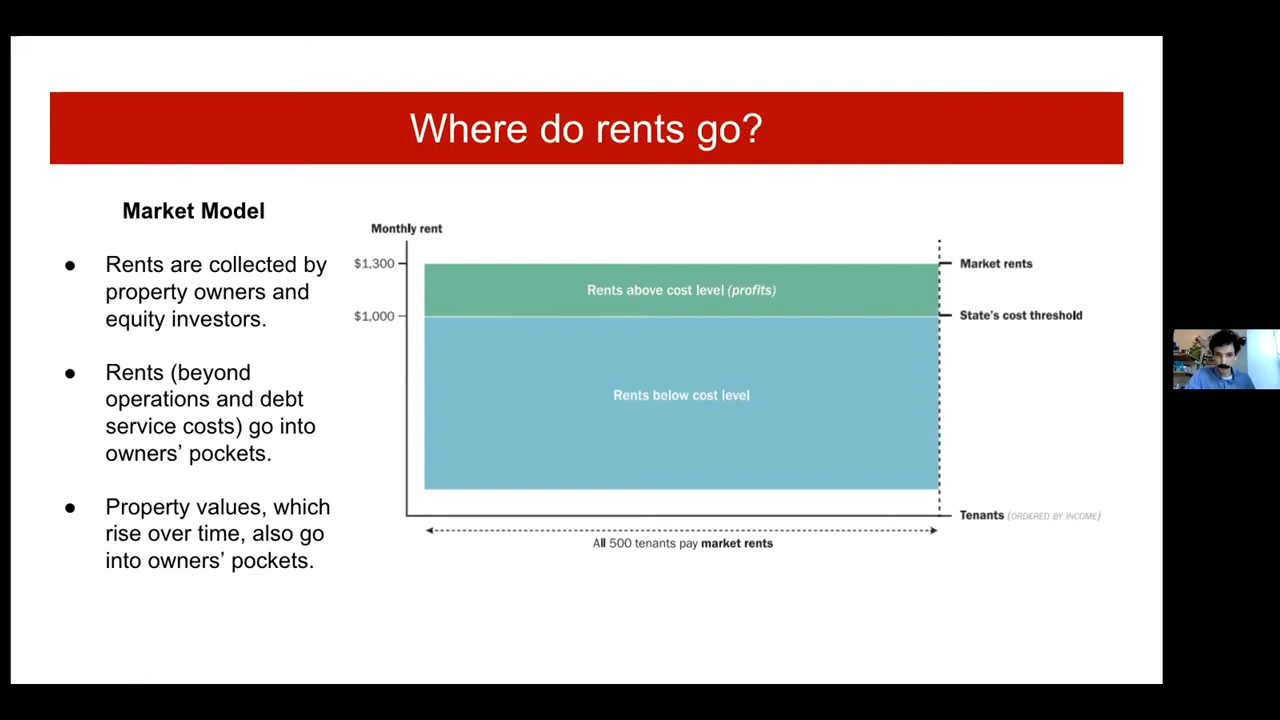 Where do rents go?
Market Model
● Rents are collected by
property owners and
equity investors.
● Rents (beyond
operations and debt
service costs) go into
owners’ pockets.
● Property values, which
rise over time, also go
into owners’ pockets.
Monthly rent
$1,300
$1,000
Rents above cost level (profits)
Rents below cost level
Market rents
State's cost threshold
Tenants (ORDERED BY INCOME)
All 500 tenants pay market rents